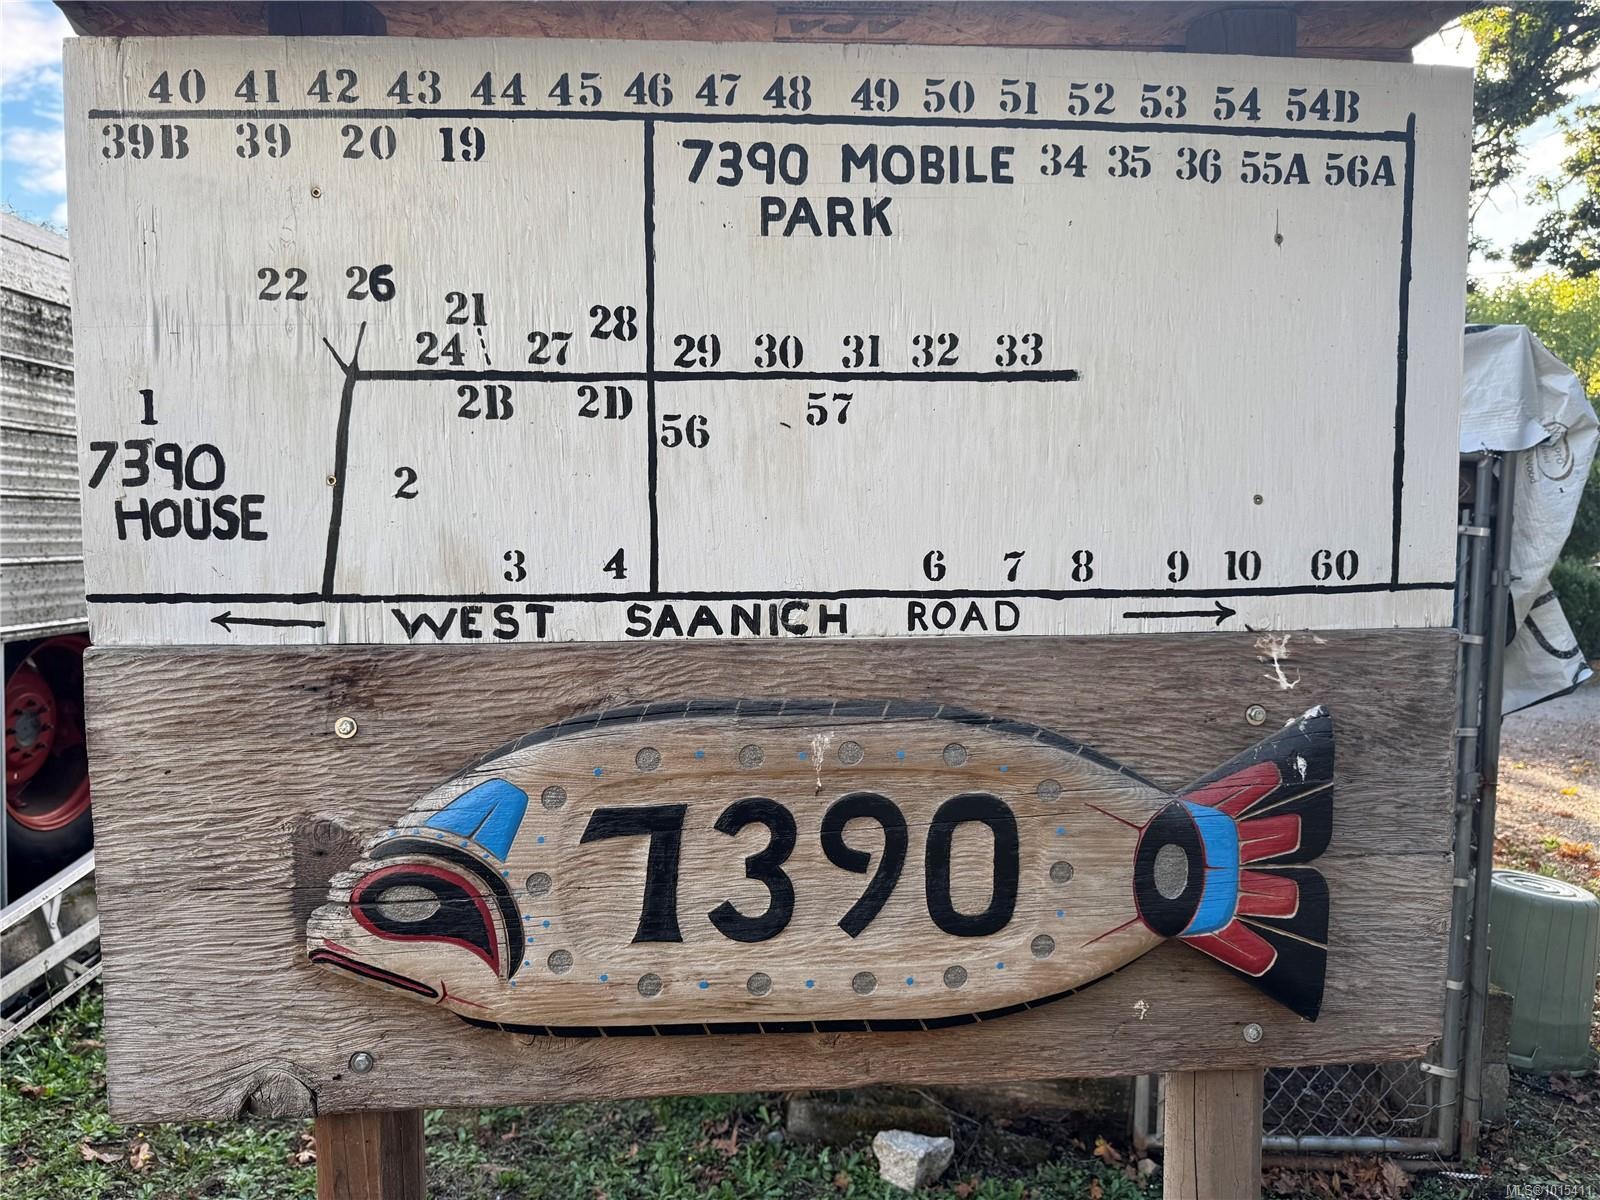 40 41 42 43 44 45 46 47 48 49 50 51 52 53 54 54B
39B 39 20 19
7390 MOBILE 34 35 36 55A 56A
PARK
22 26
21
28
24 27 29 30 31 32 33
2B 2D
57
56
1
7390
HOUSE
2
3 4 6 7 8 9 10 60
WEST SAANICH ROAD
7390
MLS®1015411